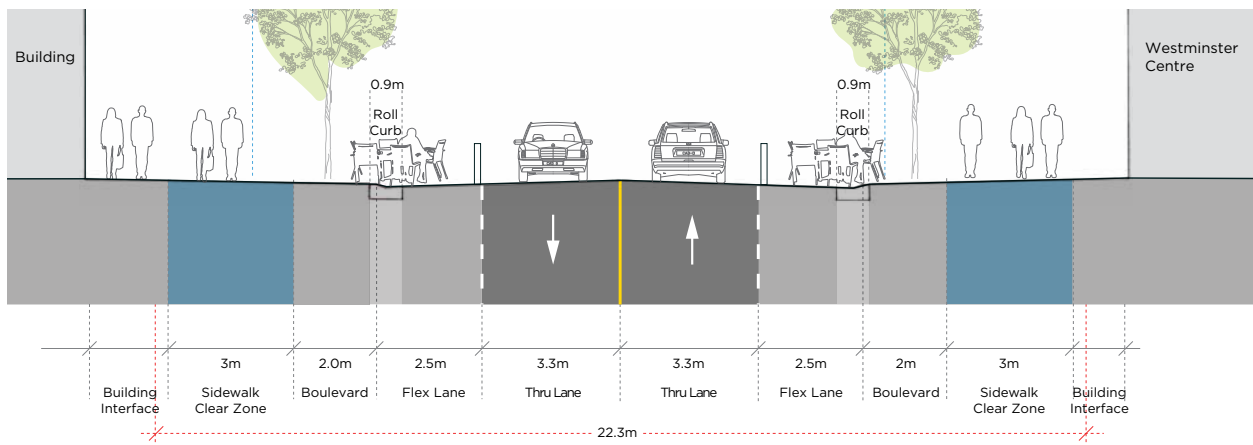 Building
Westminster
Centre
0.9m
Roll
Curb
0.9m
Roll
Curb
3m
2.0m
2.5m
3.3m
3.3m
2.5m
2m
3m
Building
Interface
Sidewalk
Clear Zone
Boulevard
Flex Lane
Thru Lane
Thru Lane
Flex Lane
Boulevard
Sidewalk
Clear Zone
Building
Interface
22.3m